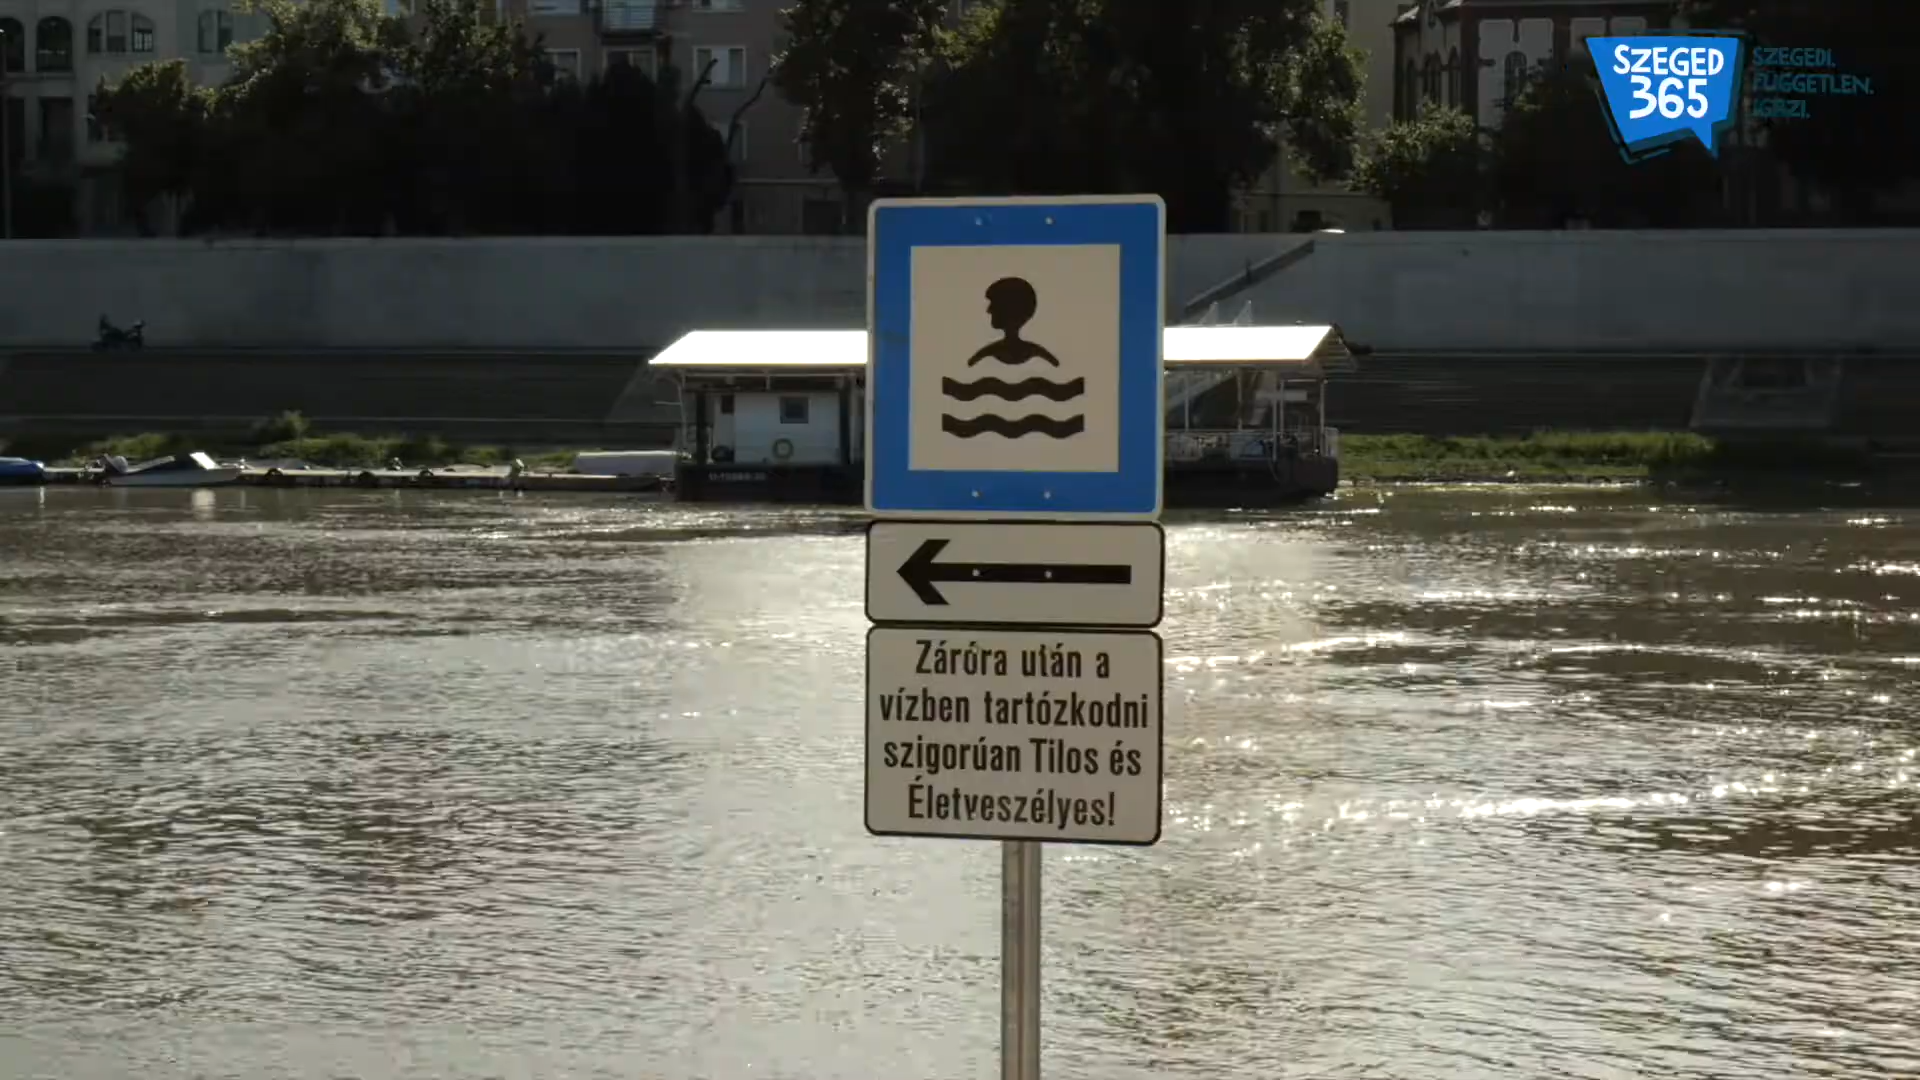 SZEGED
365
SZEGEDI.
FÜGGETLEN.
IGAZI.
Záróra után a
vízben tartózkodni
szigorúan Tilos és
Életveszélyes!